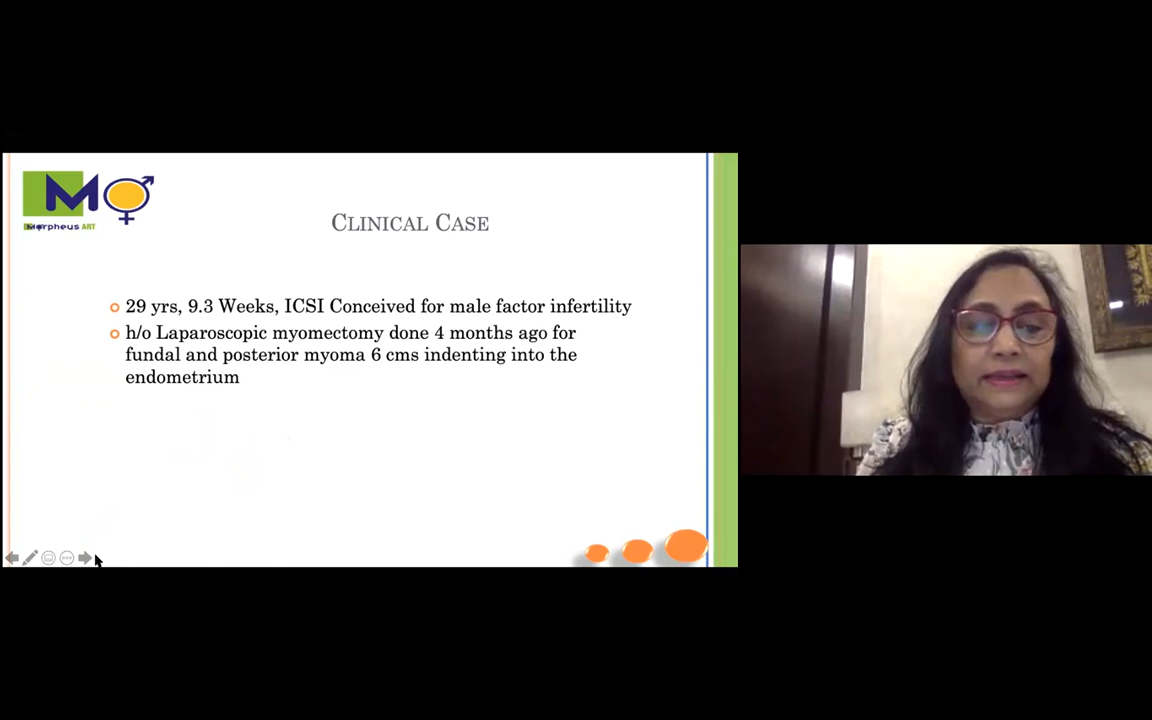 Morpheus ART
CLINICAL CASE
29 yrs, 9.3 Weeks, ICSI Conceived for male factor infertility
h/o Laparoscopic myomectomy done 4 months ago for
fundal and posterior myoma 6 cms indenting into the
endometrium